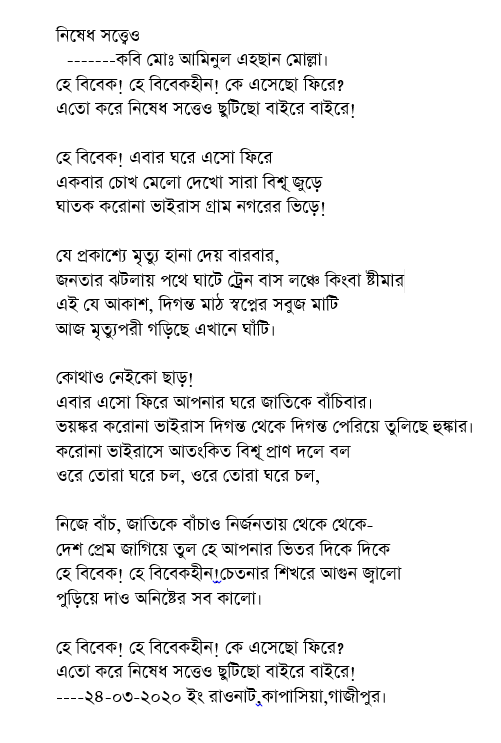 নিষেধ সত্ত্বেও
-------কবি মোঃ আমিনুল এহছান মোল্লা।
হে বিবেক! হে বিবেকহীন! কে এসেছো ফিরে?
এতো করে নিষেধ সত্তেও ছুটিছো বাইরে বাইরে!

হে বিবেক! এবার ঘরে এসো ফিরে
একবার চোখ মেলো দেখো সারা বিশ্ব জুড়ে
ঘাতক করোনা ভাইরাস গ্রাম নগরের ভিড়ে!

যে প্রকাশ্যে মৃত্যু হানা দেয় বারবার,
জনতার ঝটলায় পথে ঘাটে ট্রেন বাস লঞ্চে কিংবা ষ্টীমার
এই যে আকাশ, দিগন্ত মাঠ স্বপ্নের সবুজ মাটি
আজ মৃত্যুপরী গড়িছে এখানে ঘাঁটি।

কোথাও নেইকো ছাড়!
এবার এসো ফিরে আপনার ঘরে জাতিকে বাঁচিবার।
ভয়ঙ্কর করোনা ভাইরাস দিগন্ত থেকে দিগন্ত পেরিয়ে তুলিছে হুঙ্কার।
করোনা ভাইরাসে আতংকিত বিশ্ব প্রাণ দলে বল
ওরে তোরা ঘরে চল, ওরে তোরা ঘরে চল,

নিজে বাঁচ, জাতিকে বাঁচাও নির্জনতায় থেকে থেকে-
দেশ প্রেম জাগিয়ে তুল হে আপনার ভিতর দিকে দিকে
হে বিবেক! হে বিবেকহীন!চেতনার শিখরে আগুন জ্বালো
পুড়িয়ে দাও অনিষ্টের সব কালো।

হে বিবেক! হে বিবেকহীন! কে এসেছো ফিরে?
এতো করে নিষেধ সত্তেও ছুটিছো বাইরে বাইরে!
----২৪-০৩-২০২০ ইং রাওনাট,কাপাসিয়া,গাজীপুর।